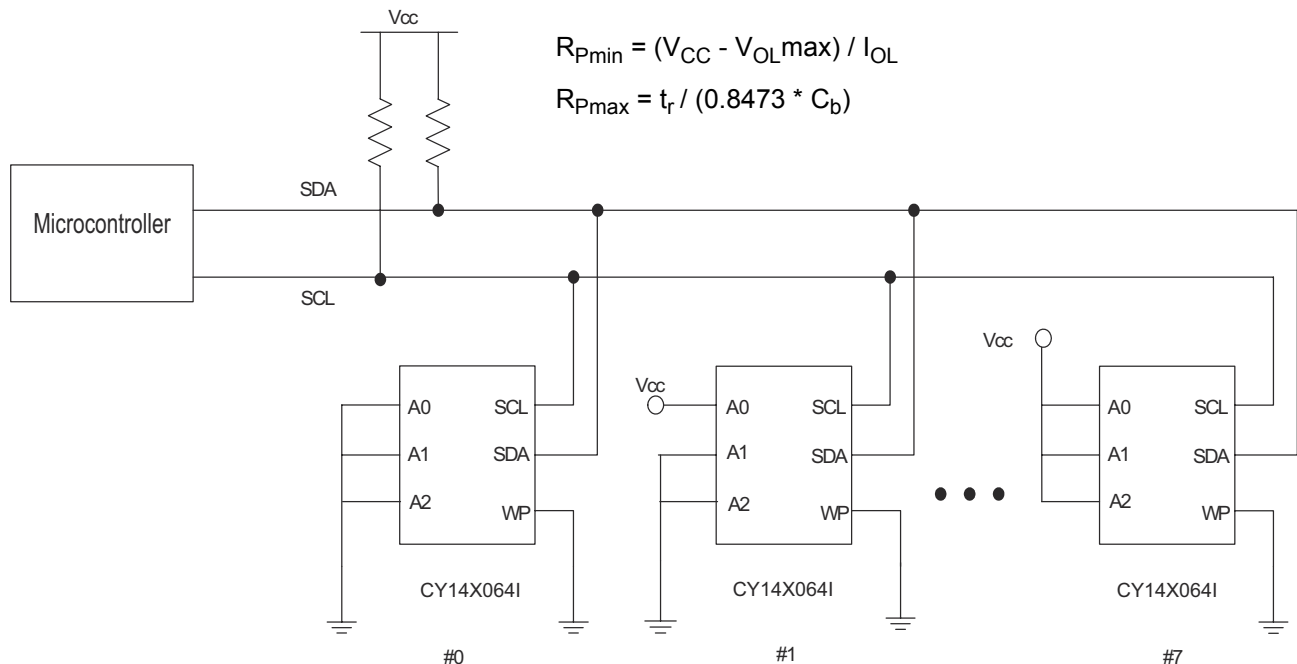 Vcc
R_Pmin = (V_CC - V_OLmax) / I_OL
R_Pmax = t_r / (0.8473 * C_b)
Microcontroller
SDA
SCL
Vcc
Vcc
A0 SCL
A1 SDA
A2 WP
A0 SCL
A1 SDA
A2 WP
A0 SCL
A1 SDA
A2 WP
CY14X064I
CY14X064I
CY14X064I
#0
#1
#7